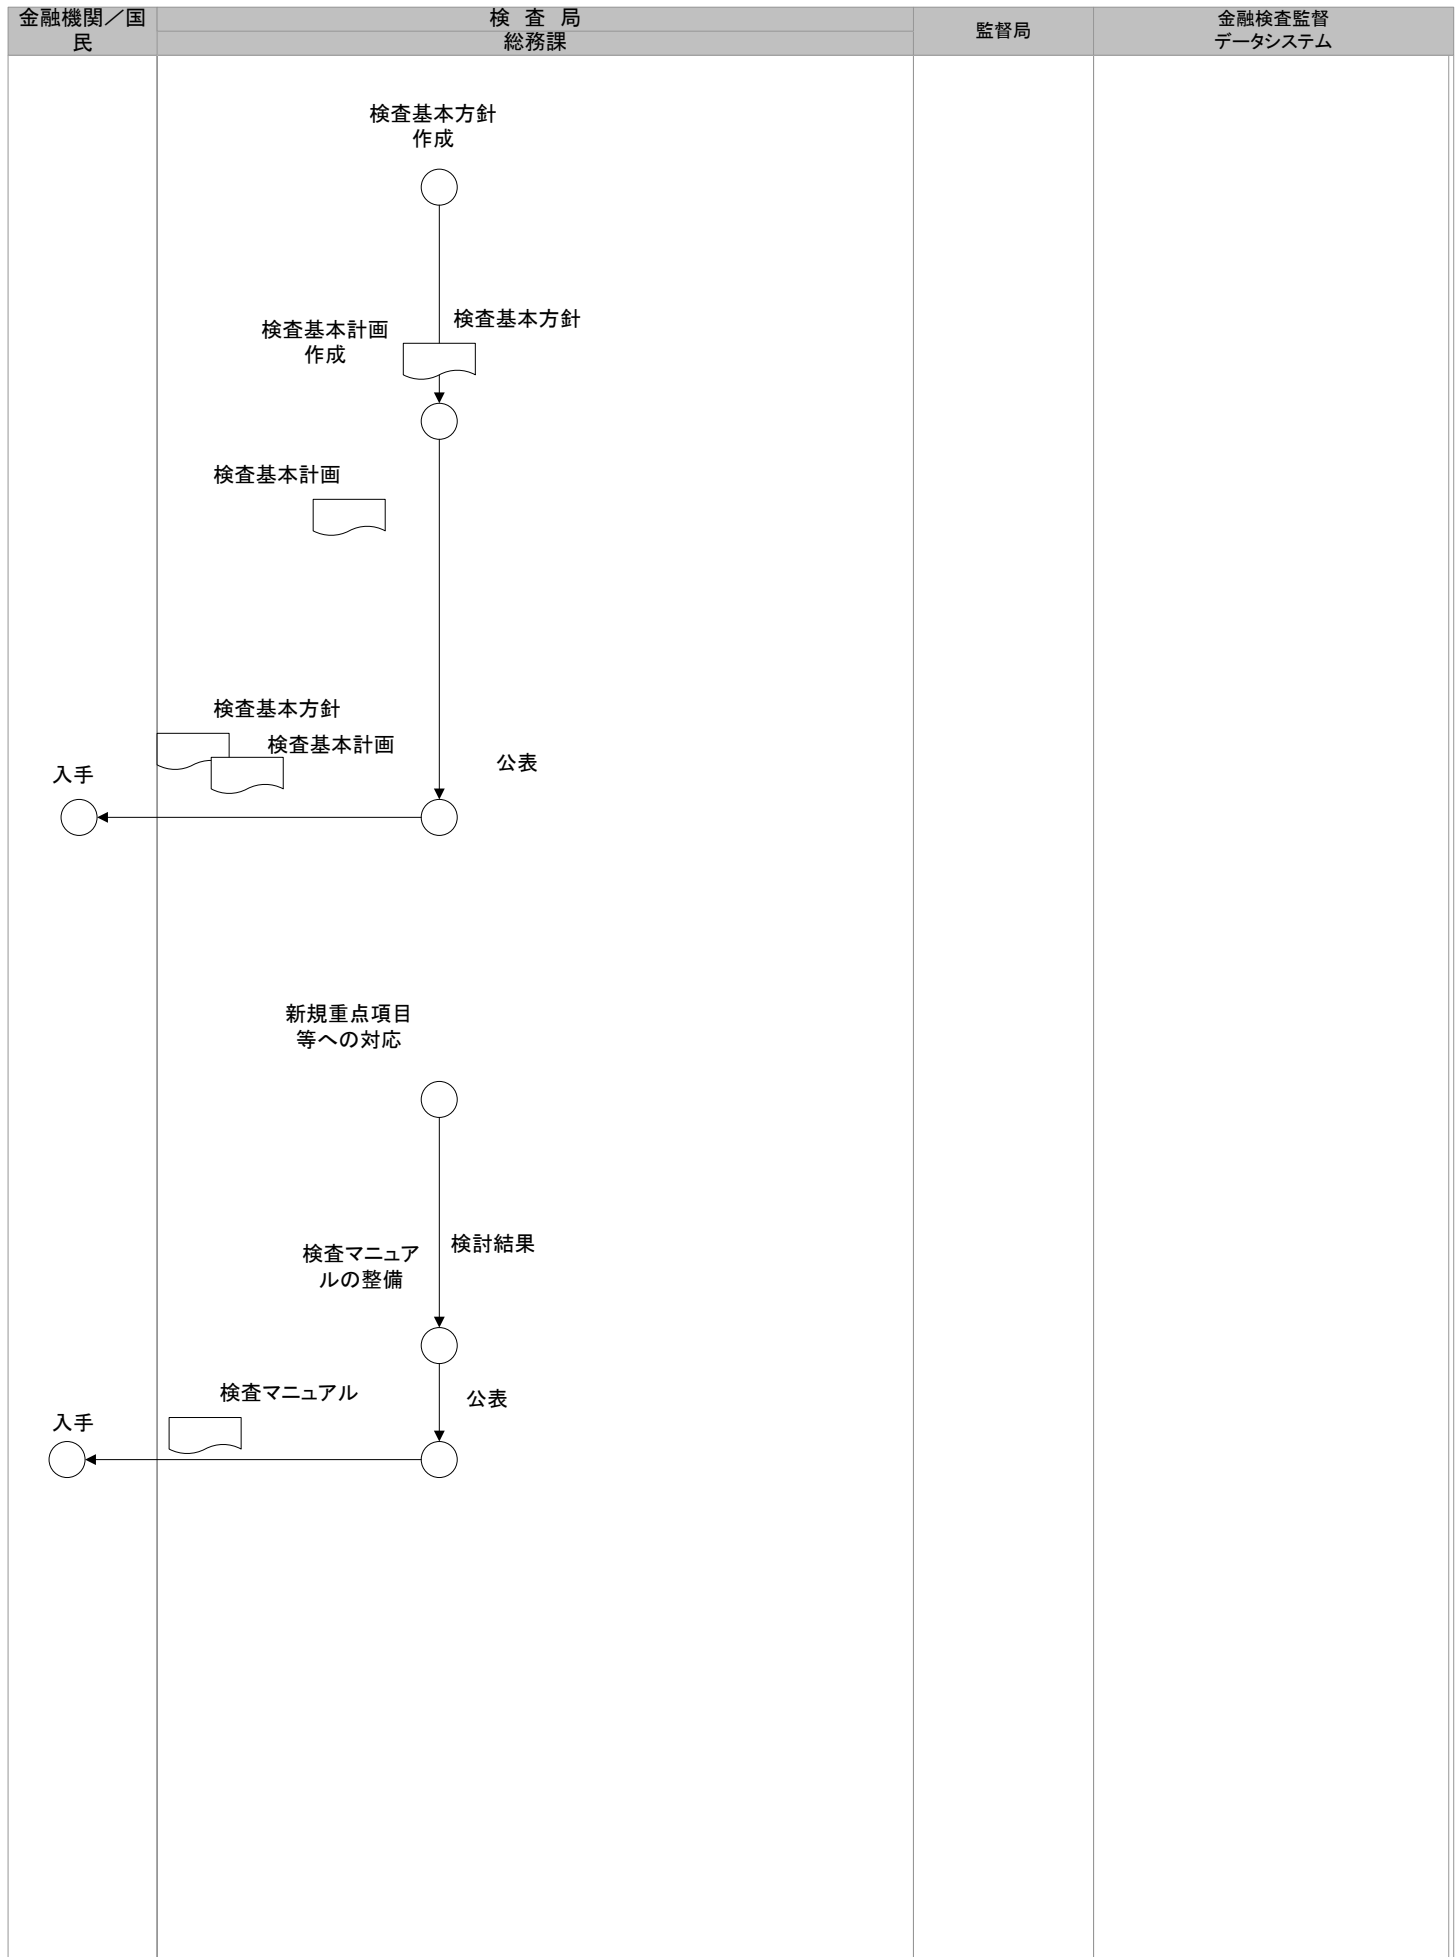 金融機関／国
民
検　査　局
総務課
監督局
金融検査監督
データシステム
検査基本方針
作成
検査基本方針
検査基本計画
作成
検査基本計画
検査基本方針
検査基本計画
公表
入手
新規重点項目
等への対応
検討結果
検査マニュア
ルの整備
検査マニュアル
公表
入手